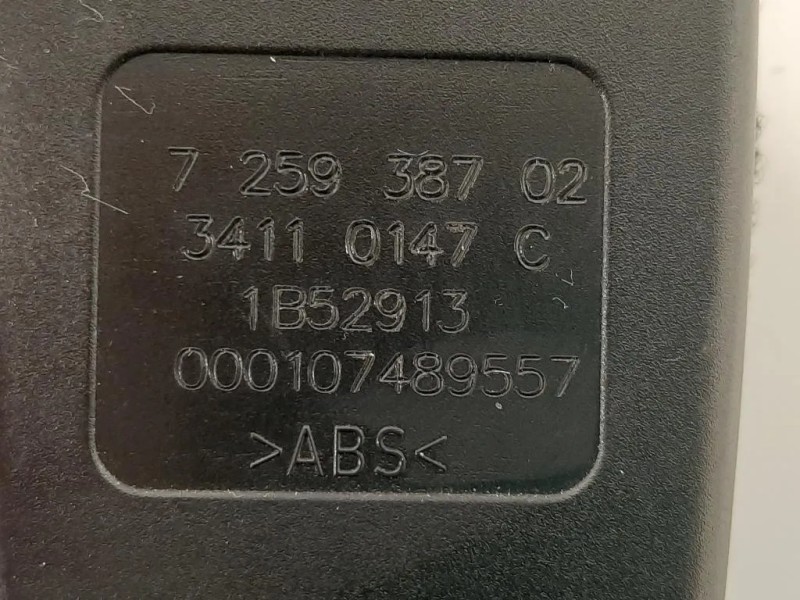 7 259 387 02
3411 0147 C
1B52913
000107489557
>ABS<